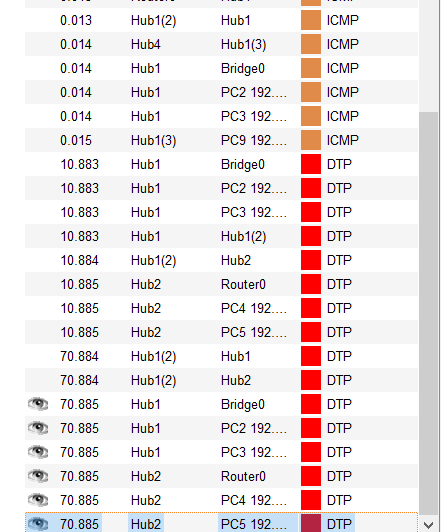 0.013 Hub1(2) Hub1 ICMP
0.014 Hub4 Hub1(3) ICMP
0.014 Hub1 Bridge0 ICMP
0.014 Hub1 PC2 192.... ICMP
0.014 Hub1 PC3 192.... ICMP
0.015 Hub1(3) PC9 192.... ICMP
10.883 Hub1 Bridge0 DTP
10.883 Hub1 PC2 192.... DTP
10.883 Hub1 PC3 192.... DTP
10.883 Hub1 Hub1(2) DTP
10.884 Hub1(2) Hub2 DTP
10.885 Hub2 Router0 DTP
10.885 Hub2 PC4 192.... DTP
10.885 Hub2 PC5 192.... DTP
70.884 Hub1(2) Hub1 DTP
70.884 Hub1(2) Hub2 DTP
70.885 Hub1 Bridge0 DTP
70.885 Hub1 PC2 192.... DTP
70.885 Hub1 PC3 192.... DTP
70.885 Hub2 Router0 DTP
70.885 Hub2 PC4 192.... DTP
70.885 Hub2 PC5 192.... DTP